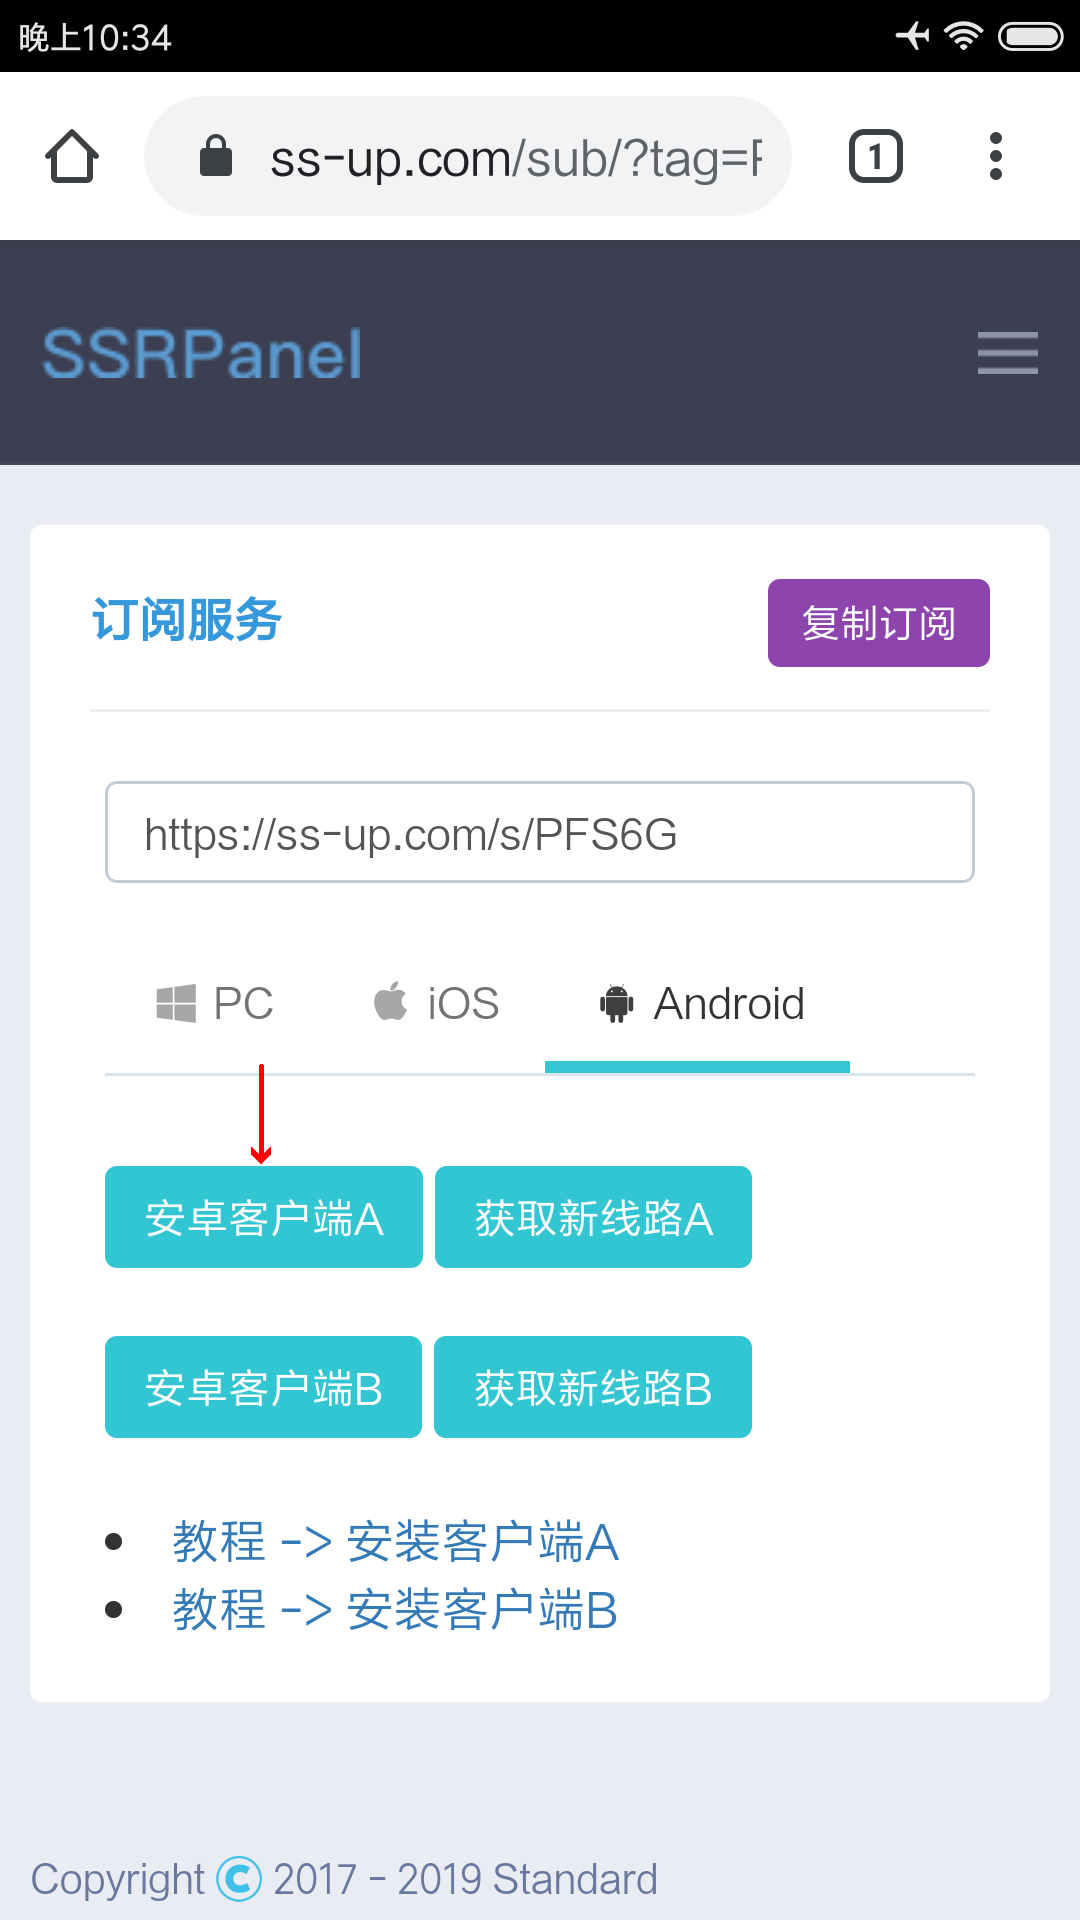 晚上10:34
ss-up.com/sub/?tag=
1
SSRPanel
订阅服务
复制订阅
https://ss-up.com/s/PFS6G
PC iOS Android
安卓客户端A 获取新线路A
安卓客户端B 获取新线路B
• 教程 -> 安装客户端A
• 教程 -> 安装客户端B
Copyright © 2017 - 2019 Standard